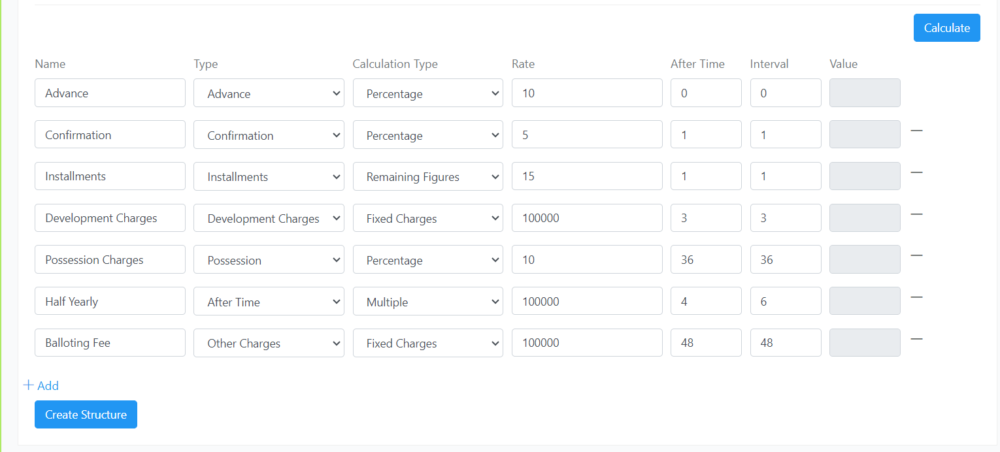 Calculate
Name Type Calculation Type Rate After Time Interval Value
Advance Advance Percentage 10 0 0
Confirmation Confirmation Percentage 5 1 1
Installments Installments Remaining Figures 15 1 1
Development Charges Development Charges Fixed Charges 100000 3 3
Possession Charges Possession Percentage 10 36 36
Half Yearly After Time Multiple 100000 4 6
Balloting Fee Other Charges Fixed Charges 100000 48 48
Add
Create Structure